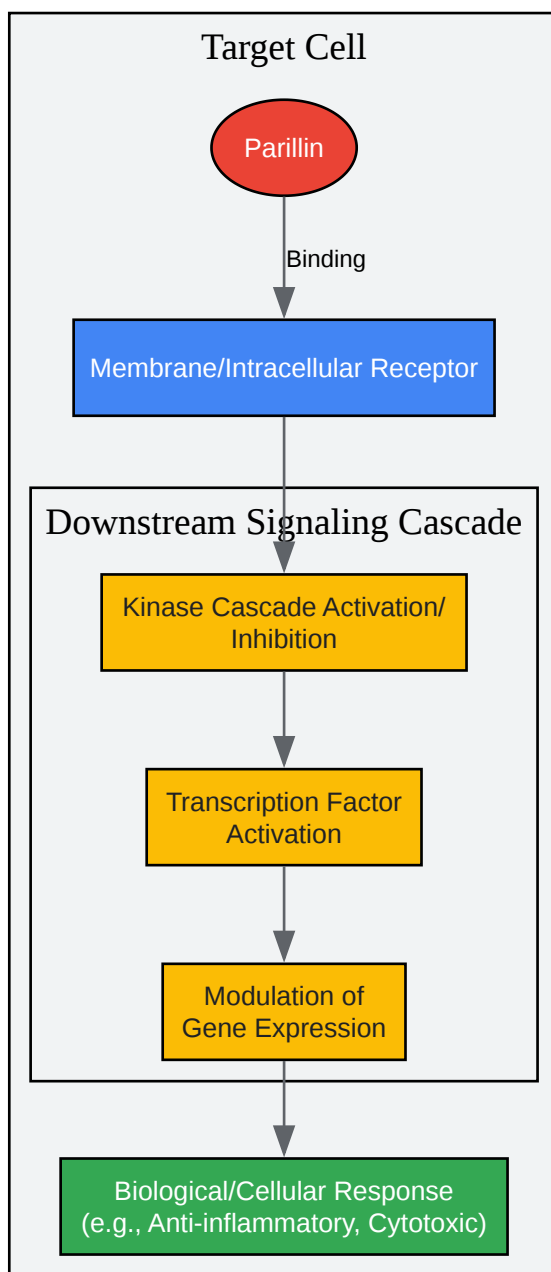 Target Cell
Parillin
Binding
Membrane/Intracellular Receptor
Downstream Signaling Cascade
Kinase Cascade Activation/
Inhibition
Transcription Factor
Activation
Modulation of
Gene Expression
Biological/Cellular Response
(e.g., Anti-inflammatory, Cytotoxic)